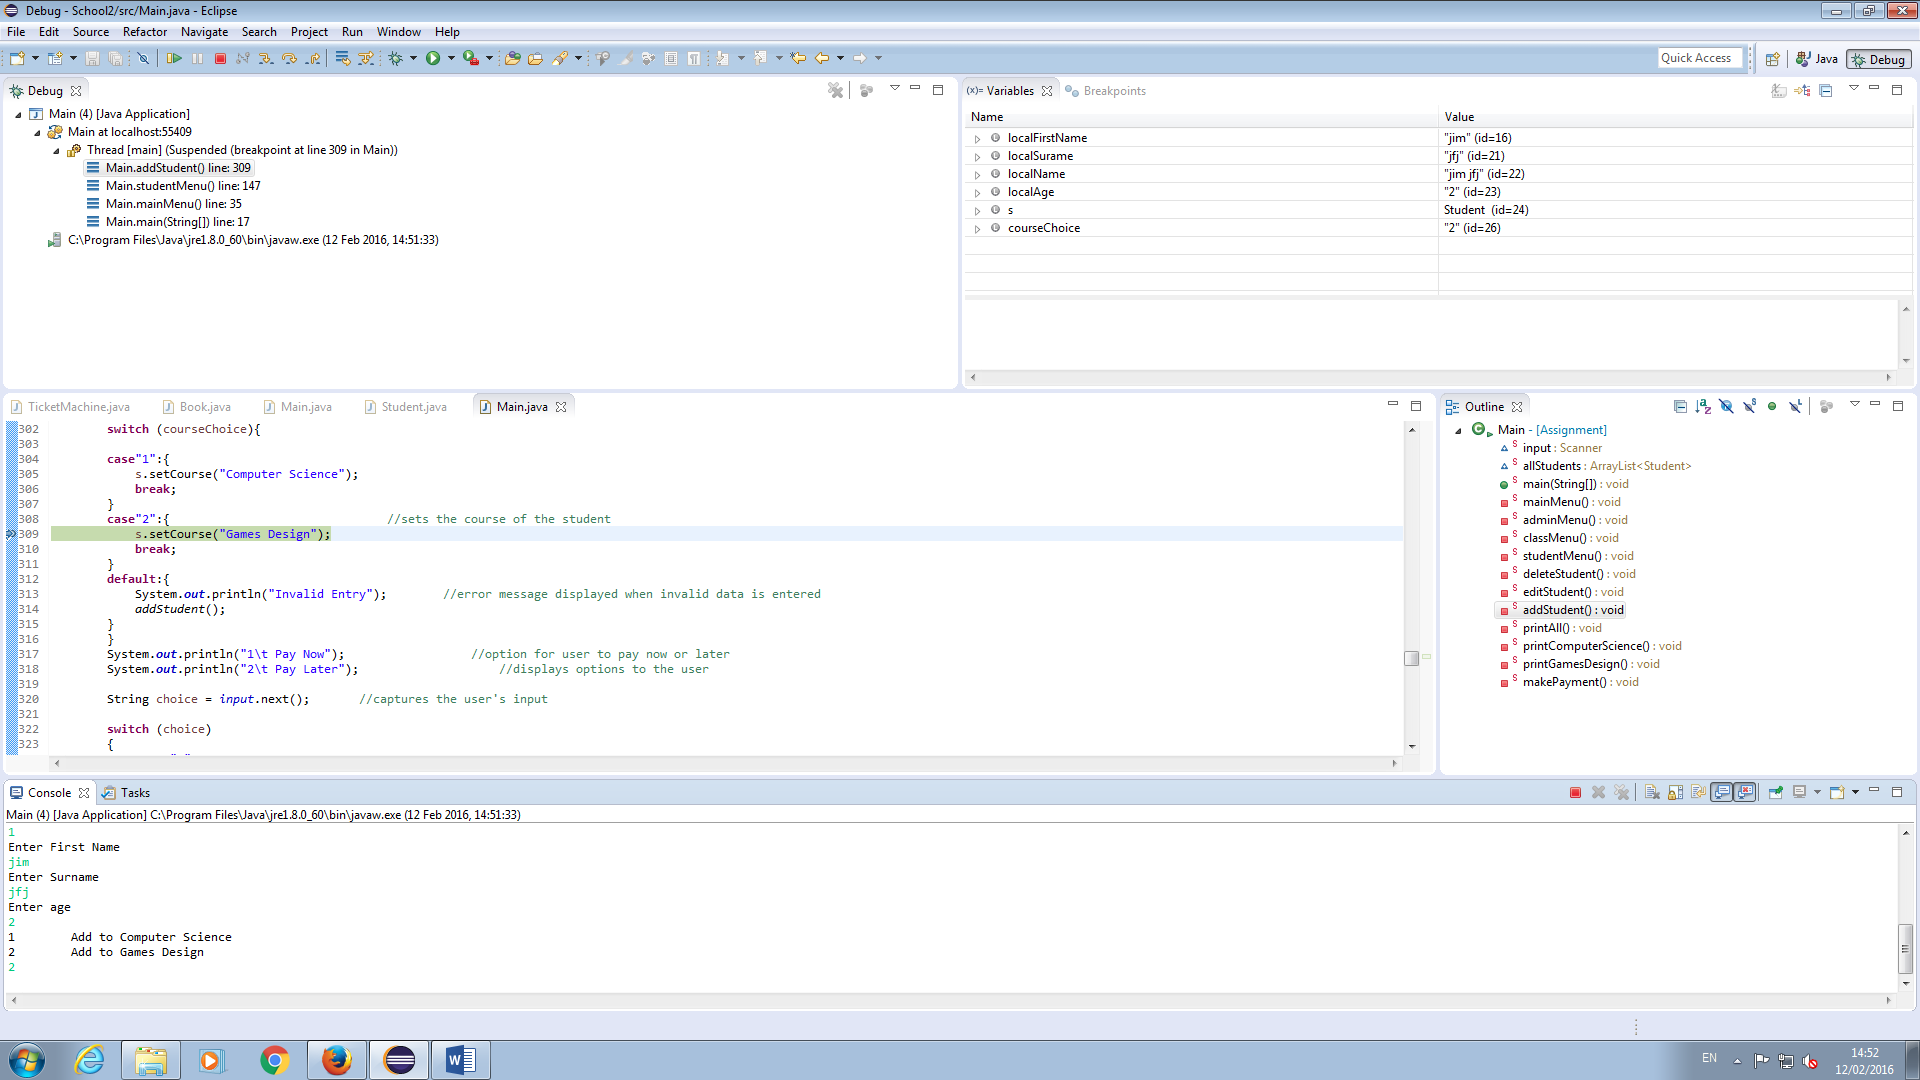 Debug - School2/src/Main.java - Eclipse
File Edit Source Refactor Navigate Search Project Run Window Help
Quick Access Java Debug
Debug
Main (4) [Java Application]
Main at localhost:55409
Thread [main] (Suspended (breakpoint at line 309 in Main))
Main.addStudent() line: 309
Main.studentMenu() line: 147
Main.mainMenu() line: 35
Main.main(String[]) line: 17
C:\Program Files\Java\jre1.8.0_60\bin\javaw.exe (12 Feb 2016, 14:51:33)
(x)= Variables Breakpoints
Name Value
localFirstName "jim" (id=16)
localSurame "jfj" (id=21)
localName "jim jfj" (id=22)
localAge "2" (id=23)
s Student (id=24)
courseChoice "2" (id=26)
TicketMachine.java Book.java Main.java Student.java Main.java
302 switch (courseChoice){
303
304 case"1":{
305 s.setCourse("Computer Science");
306 break;
307 }
308 case"2":{ //sets the course of the student
309 s.setCourse("Games Design");
310 break;
311 }
312 default:{
313 System.out.println("Invalid Entry"); //error message displayed when invalid data is entered
314 addStudent();
315 }
316 }
317 System.out.println("1\t Pay Now"); //option for user to pay now or later
318 System.out.println("2\t Pay Later"); //displays options to the user
319
320 String choice = input.next(); //captures the user's input
321
322 switch (choice)
323 {
Outline
Main - [Assignment]
input : Scanner
allStudents : ArrayList<Student>
main(String[]) : void
mainMenu() : void
adminMenu() : void
classMenu() : void
studentMenu() : void
deleteStudent() : void
editStudent() : void
addStudent() : void
printAll() : void
printComputerScience() : void
printGamesDesign() : void
makePayment() : void
Console Tasks
Main (4) [Java Application] C:\Program Files\Java\jre1.8.0_60\bin\javaw.exe (12 Feb 2016, 14:51:33)
1
Enter First Name
jim
Enter Surname
jfj
Enter age
2
1 Add to Computer Science
2 Add to Games Design
2
EN
14:52
12/02/2016